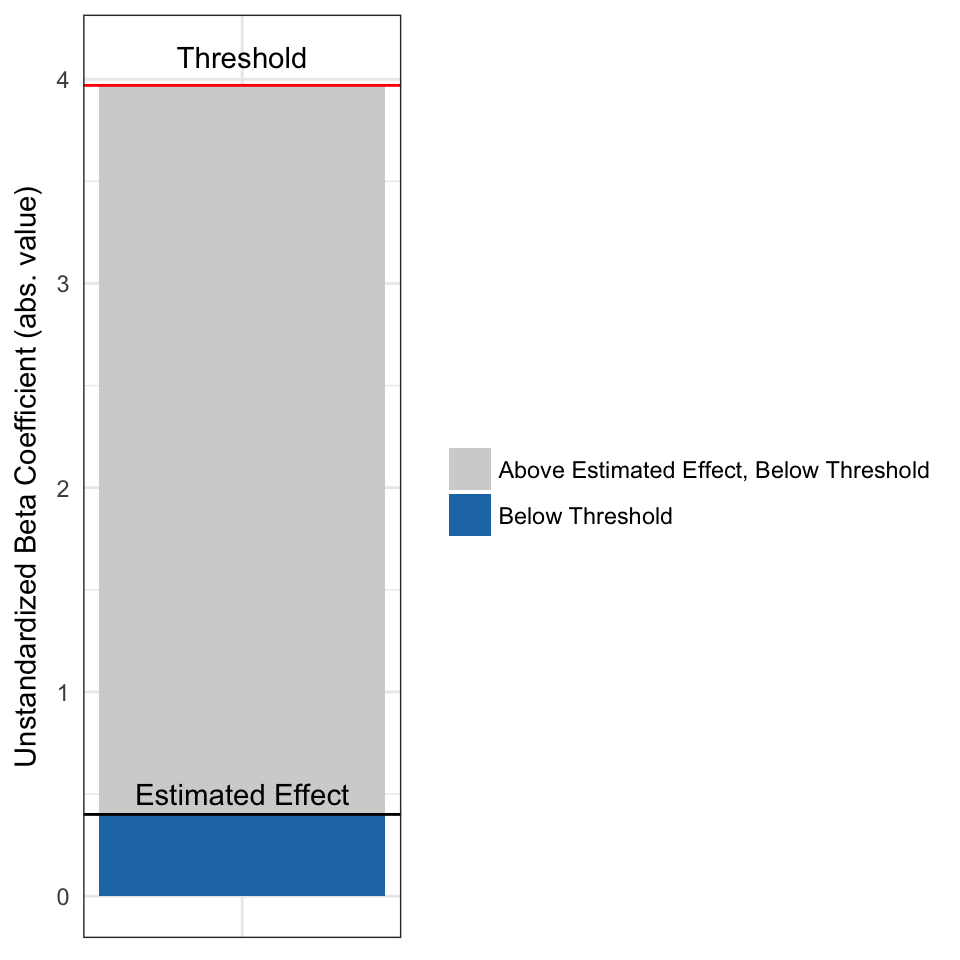 Threshold
4
3
2
1
0
Unstandardized Beta Coefficient (abs. value)
Estimated Effect
Above Estimated Effect, Below Threshold
Below Threshold